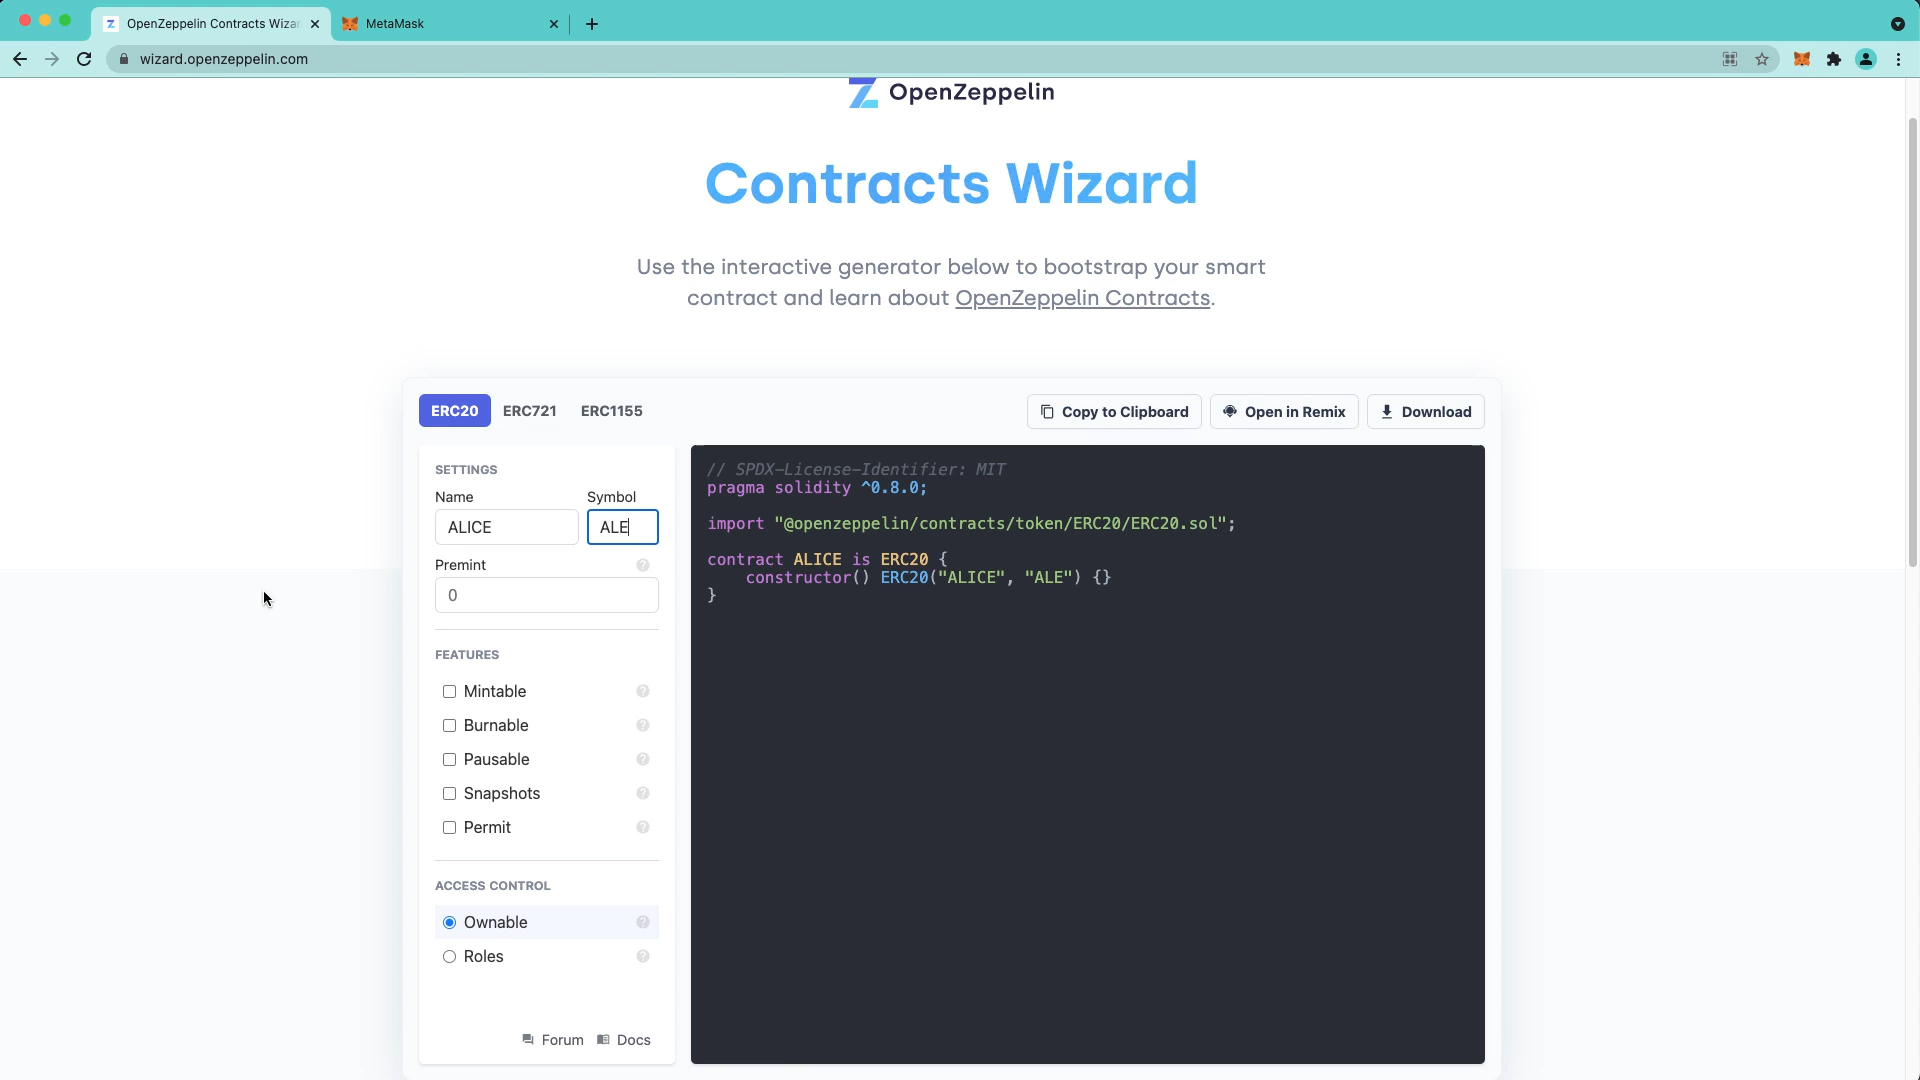 OpenZeppelin Contracts Wizar
MetaMask
wizard.openzeppelin.com
OpenZeppelin
Contracts Wizard
Use the interactive generator below to bootstrap your smart
contract and learn about OpenZeppelin Contracts.
ERC20 ERC721 ERC1155
Copy to Clipboard
Open in Remix
Download
SETTINGS
Name Symbol
ALICE ALE
Premint ?
0
FEATURES
Mintable ?
Burnable ?
Pausable ?
Snapshots ?
Permit ?
ACCESS CONTROL
Ownable ?
Roles ?
Forum Docs
// SPDX-License-Identifier: MIT
pragma solidity ^0.8.0;
import "@openzeppelin/contracts/token/ERC20/ERC20.sol";
contract ALICE is ERC20 {
constructor() ERC20("ALICE", "ALE") {}
}